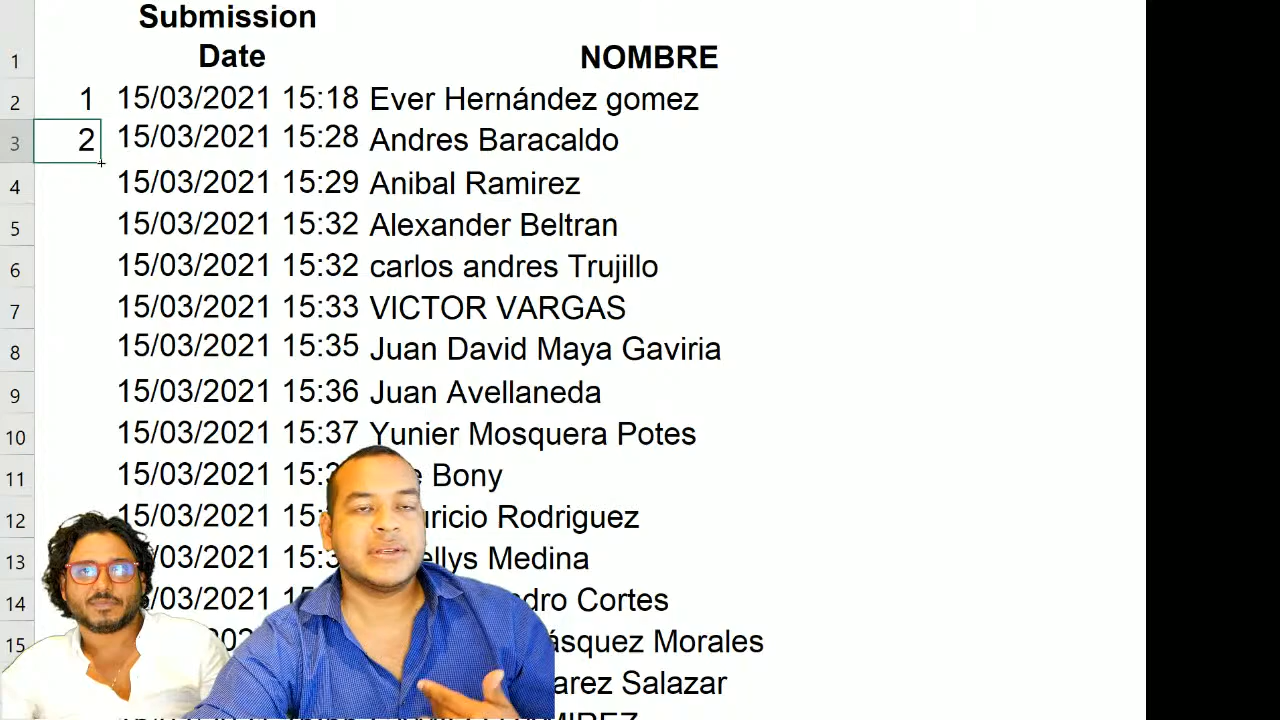 Submission
Date NOMBRE
1
2 1 15/03/2021 15:18 Ever Hernández gomez
3 2 15/03/2021 15:28 Andres Baracaldo
4 15/03/2021 15:29 Anibal Ramirez
5 15/03/2021 15:32 Alexander Beltran
6 15/03/2021 15:32 carlos andres Trujillo
7 15/03/2021 15:33 VICTOR VARGAS
8 15/03/2021 15:35 Juan David Maya Gaviria
9 15/03/2021 15:36 Juan Avellaneda
10 15/03/2021 15:37 Yunier Mosquera Potes
11 15/03/2021 Bony
12 15/03/2021 Rodriguez
13 Medina
14 Cortes
15 Morales
Salazar